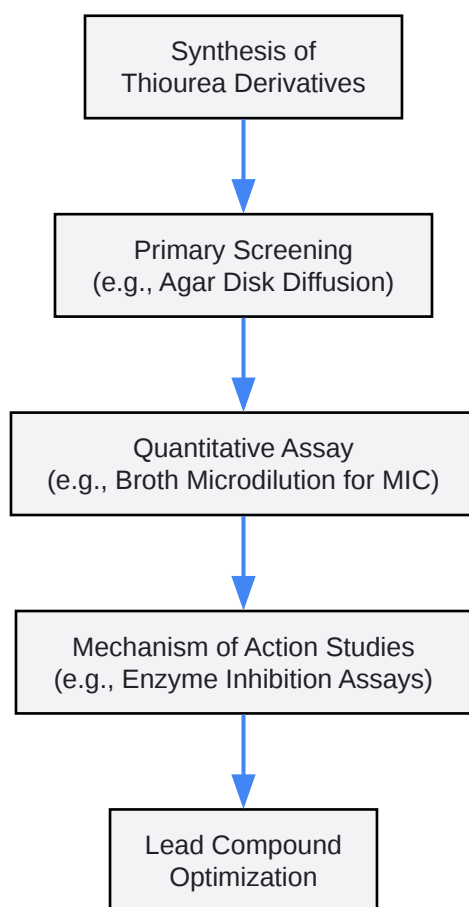 Synthesis of
Thiourea Derivatives
Primary Screening
(e.g., Agar Disk Diffusion)
Quantitative Assay
(e.g., Broth Microdilution for MIC)
Mechanism of Action Studies
(e.g., Enzyme Inhibition Assays)
Lead Compound
Optimization